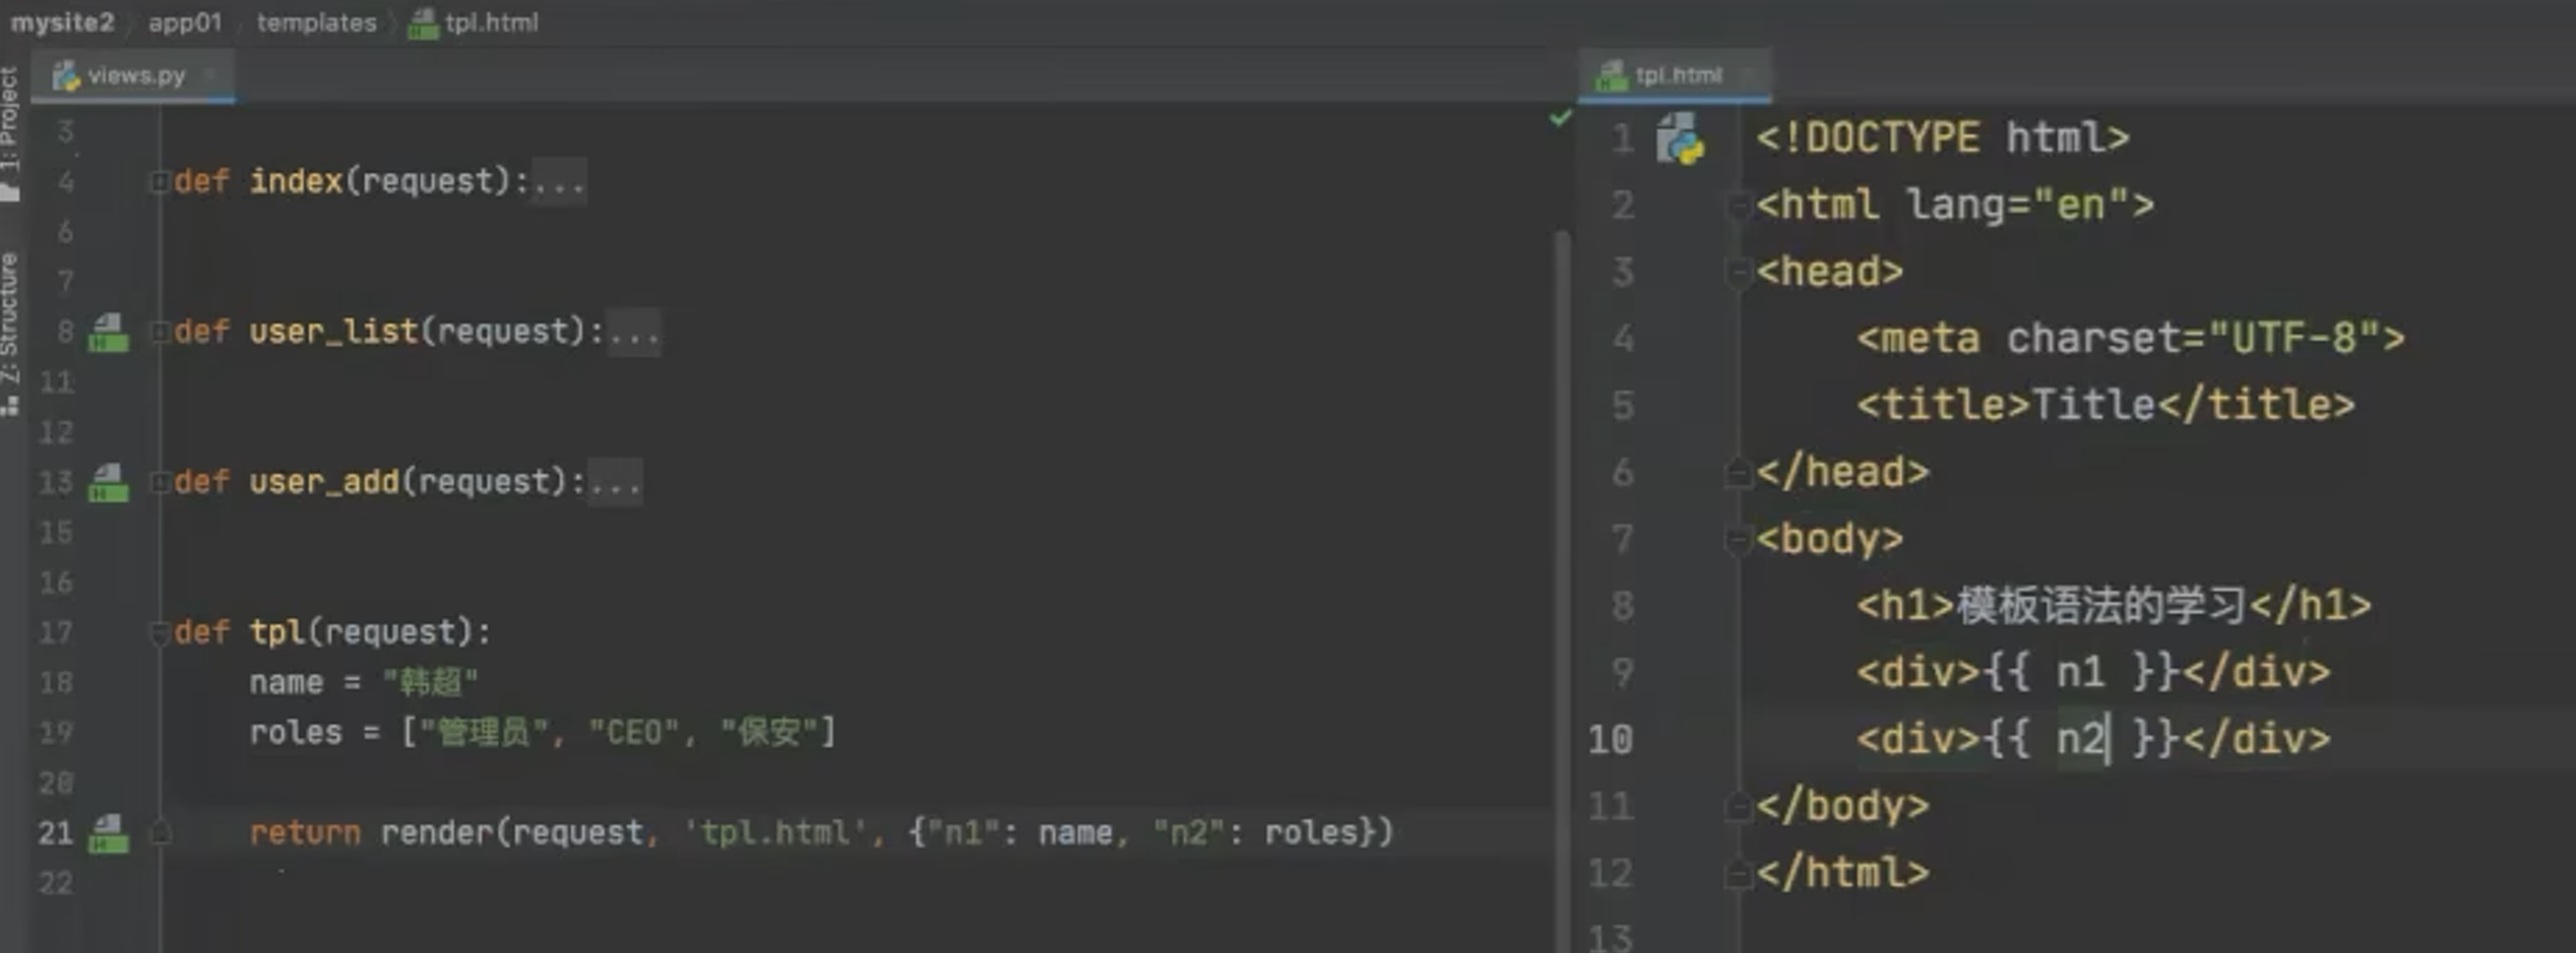 mysite2 app01 templates tpl.html
1: Project
Z: Structure
views.py
3
4 def index(request):...
6
7
8 def user_list(request):...
11
12
13 def user_add(request):...
15
16
17 def tpl(request):
18 name = "韩超"
19 roles = ["管理员", "CEO", "保安"]
20
21 return render(request, 'tpl.html', {"n1": name, "n2": roles})
22
tpl.html
1 <!DOCTYPE html>
2 <html lang="en">
3 <head>
4 <meta charset="UTF-8">
5 <title>Title</title>
6 </head>
7 <body>
8 <h1>模板语法的学习</h1>
9 <div>{{ n1 }}</div>
10 <div>{{ n2 }}</div>
11 </body>
12 </html>
13